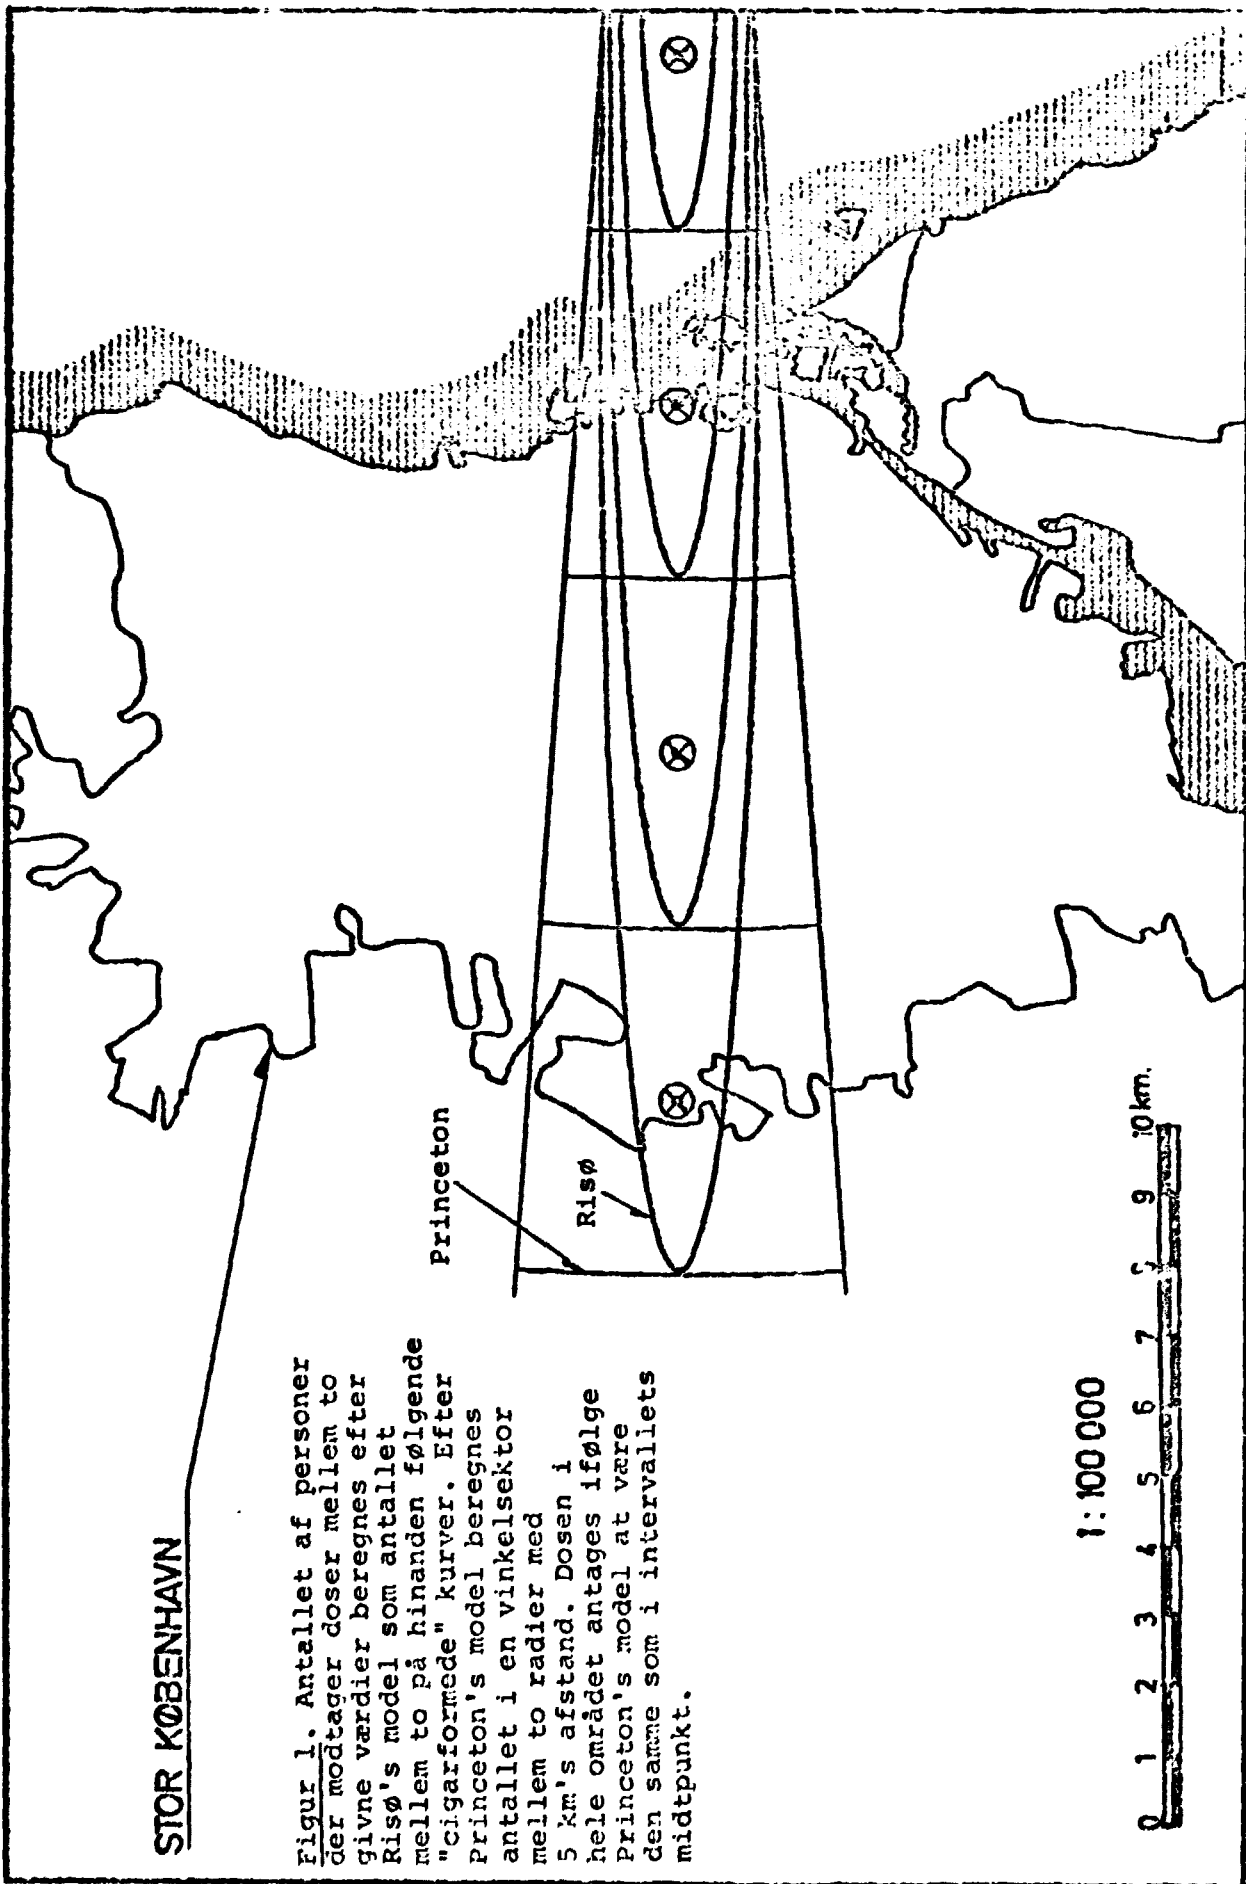 STOR KØBENHAVN
Figur 1. Antallet af personer
der modtager doser mellem to
givne værdier beregnes efter
Risø's model som antallet
mellem to på hinanden følgende
"cigarformede" kurver. Efter
Princeton's model beregnes
antallet i en vinkelsektor
mellem to radier med
5 km's afstand. Dosen i
hele området antages ifølge
Princeton's model at være
den samme som i intervallets
midtpunkt.
Princeton
Risø
1:100 000
0 1 2 3 4 5 6 7 8 9 10 km.